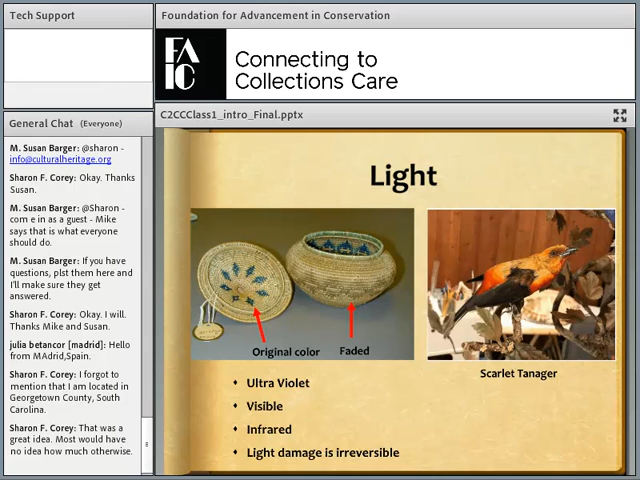 Tech Support
Foundation for Advancement in Conservation
FA
IC
Connecting to
Collections Care
General Chat (Everyone)
M. Susan Barger: @sharon -
info@culturalheritage.org
Sharon F. Corey: Okay. Thanks
Susan.
M. Susan Barger: @Sharon -
com e in as a guest - Mike
says that is what everyone
should do.
M. Susan Barger: If you have
questions, plst them here and
I'll make sure they get
answered.
Sharon F. Corey: Okay. I will.
Thanks Mike and Susan.
julia betancor [madrid]: Hello
from MAdrid,Spain.
Sharon F. Corey: I forgot to
mention that I am located in
Georgetown County, South
Carolina.
Sharon F. Corey: That was a
great idea. Most would have
no idea how much otherwise.
C2CCClass1_intro_Final.pptx
Light
Original color
Faded
Scarlet Tanager
♦ Ultra Violet
♦ Visible
♦ Infrared
♦ Light damage is irreversible